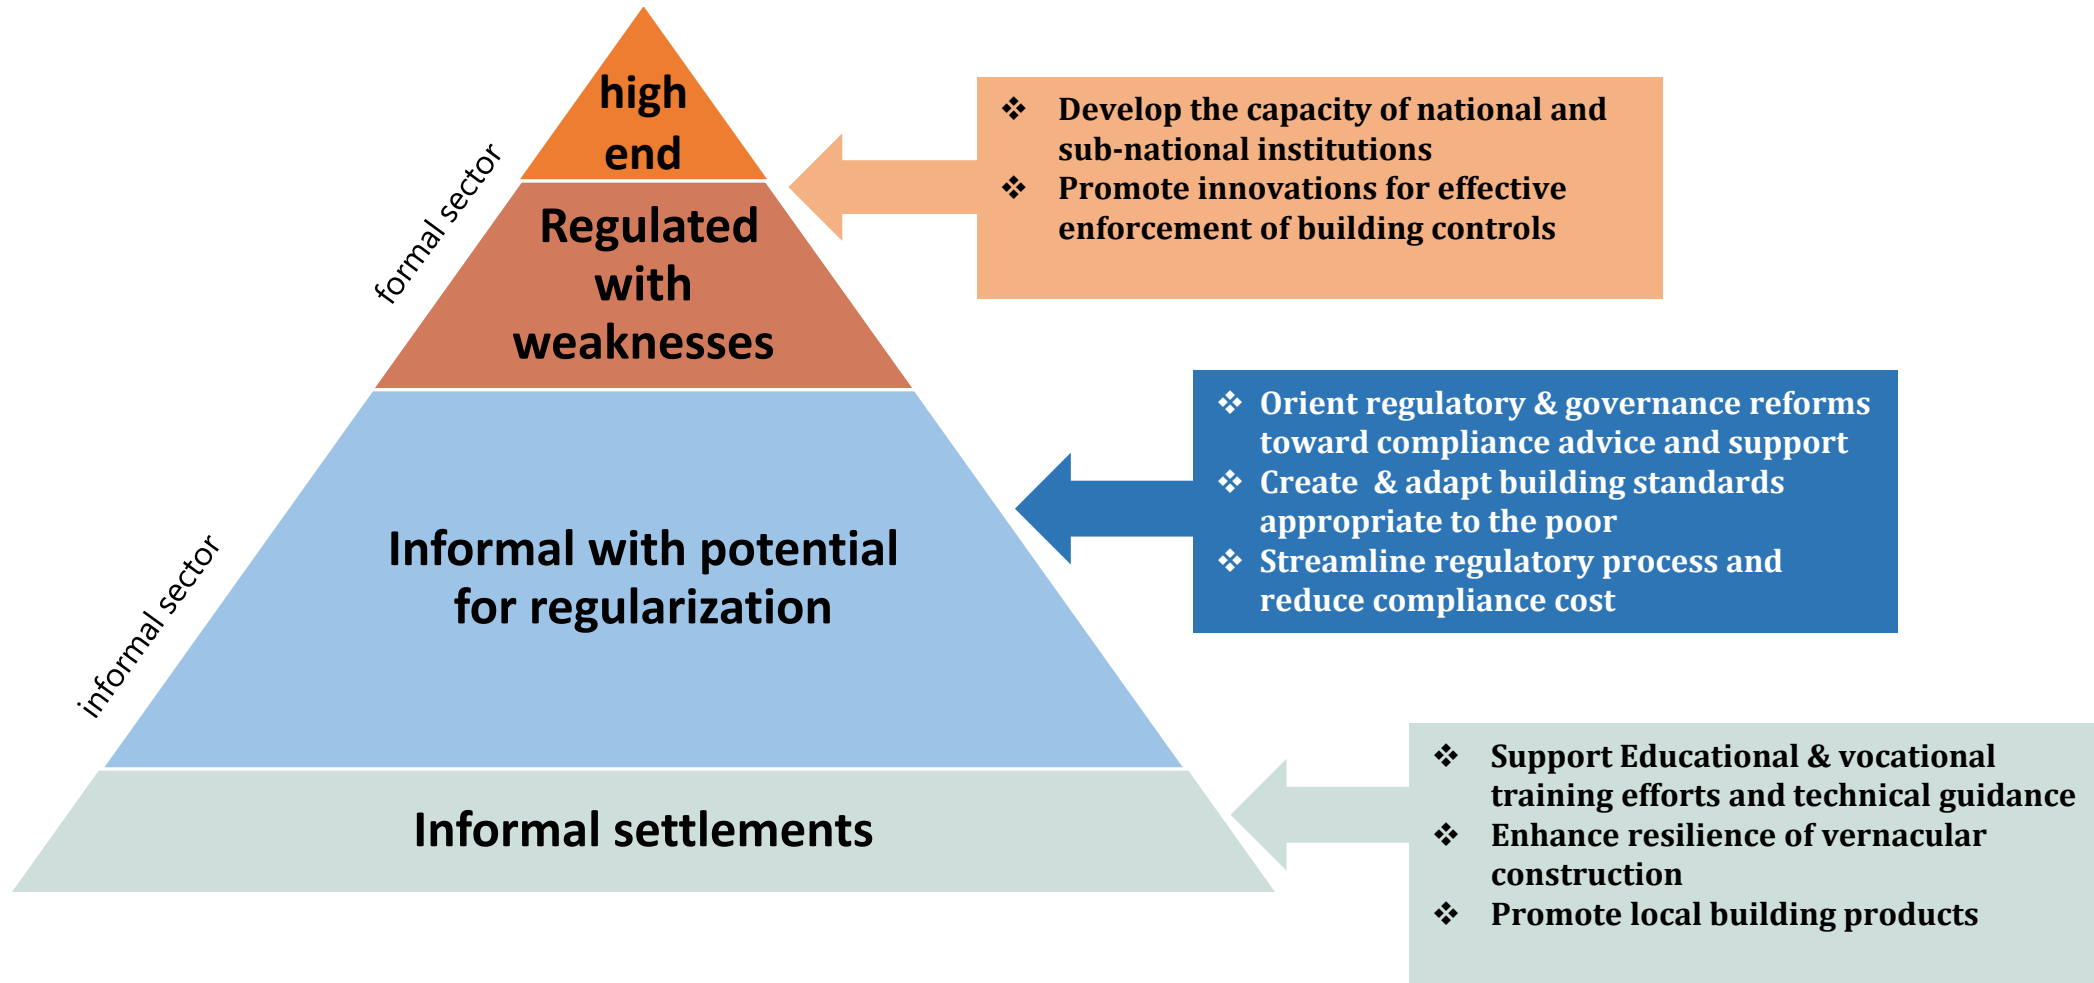 high
end
formal sector
❖ Develop the capacity of national and
sub-national institutions
❖ Promote innovations for effective
enforcement of building controls
Regulated
with
weaknesses
❖ Orient regulatory & governance reforms
toward compliance advice and support
❖ Create & adapt building standards
appropriate to the poor
❖ Streamline regulatory process and
reduce compliance cost
Informal with potential
for regularization
informal sector
❖ Support Educational & vocational
training efforts and technical guidance
❖ Enhance resilience of vernacular
construction
❖ Promote local building products
Informal settlements